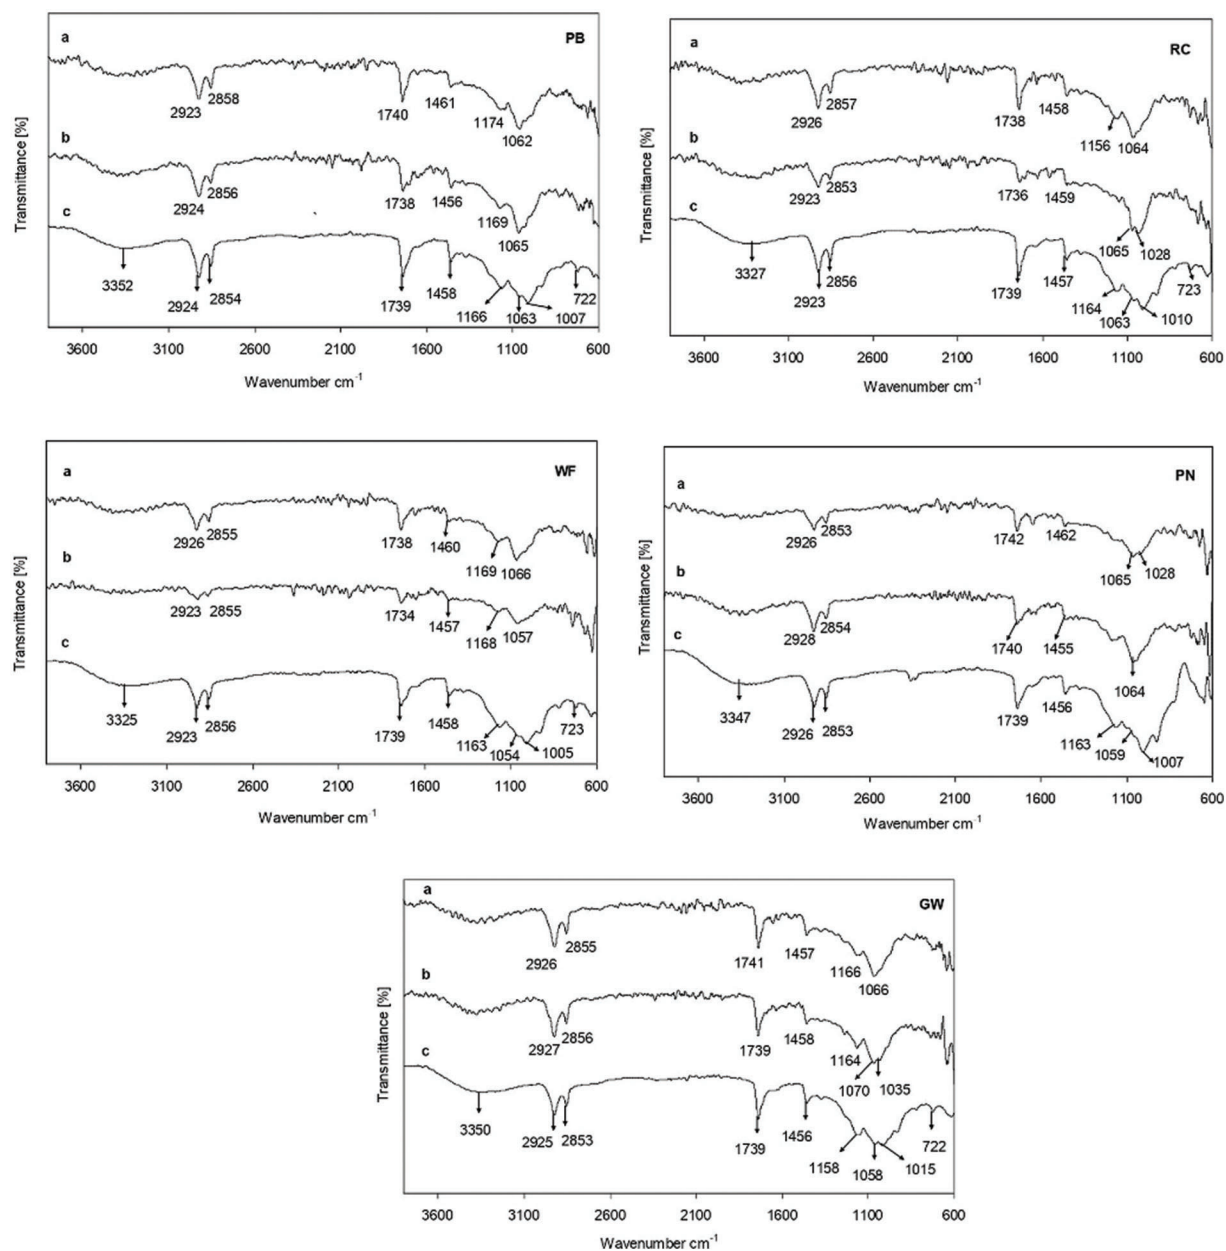 a
PB
2923
2858
1740
1461
1174
1062
b
2924
2856
1738
1456
1169
1065
c
3352
2924
2854
1739
1458
1166
1063
1007
722
Transmittance [%]
3600 3100 2600 2100 1600 1100 600
Wavenumber cm-1
a
RC
2926
2857
1738
1458
1156
1064
b
2923
2853
1736
1459
1065
1028
c
3327
2923
2856
1739
1457
1164
1063
1010
723
Transmittance [%]
3600 3100 2600 2100 1600 1100 600
Wavenumber cm-1
a
WF
2926
2855
1738
1460
1169
1066
b
2923 2855
1734
1457
1168
1057
c
3325
2923
2856
1739
1458
1163
1054
1005
723
Transmittance [%]
3600 3100 2600 2100 1600 1100 600
Wavenumber cm-1
a
PN
2926
2853
1742
1462
1065
1028
b
2928
2854
1740
1455
1064
c
3347
2926
2853
1739
1456
1163
1059
1007
Transmittance [%]
3600 3100 2600 2100 1600 1100 600
Wavenumber cm-1
a
GW
2926
2855
1741
1457
1166
1066
b
2927
2856
1739
1458
1164
1070
1035
c
3350
2925
2853
1739
1456
1158
1058
1015
722
Transmittance [%]
3600 3100 2600 2100 1600 1100 600
Wavenumber cm-1